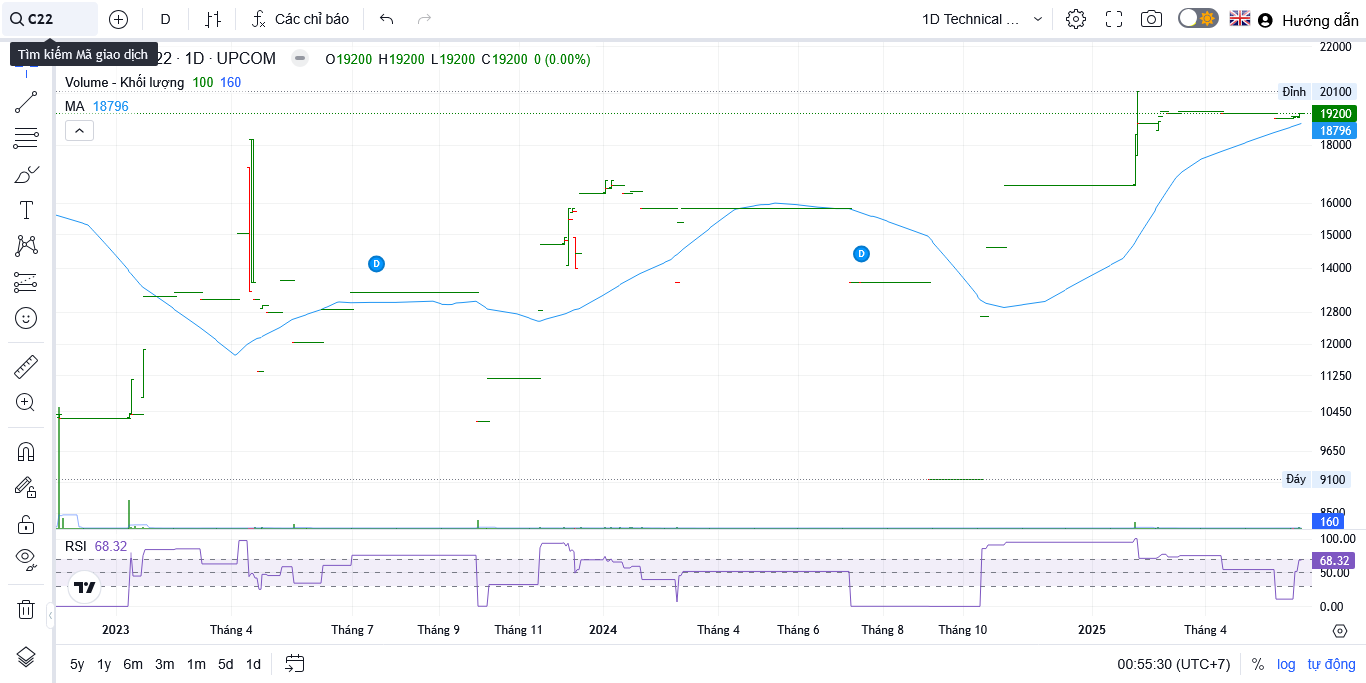 C22 D Các chỉ báo 1D Technical ... Hướng dẫn
Tìm kiếm Mã giao dịch
22 · 1D · UPCOM O19200 H19200 L19200 C19200 0 (0.00%)
Volume - Khối lượng 100 160
MA 18796
22000
Đỉnh 20100
19200
18796
18000
16000
15000
14000
12800
12000
11250
10450
9650
Đáy 9100
8500
160
D
D
RSI 68.32
100.00
68.32
50.00
0.00
2023 Tháng 4 Tháng 7 Tháng 9 Tháng 11 2024 Tháng 4 Tháng 6 Tháng 8 Tháng 10 2025 Tháng 4
5y 1y 6m 3m 1m 5d 1d 00:55:30 (UTC+7) % log tự động